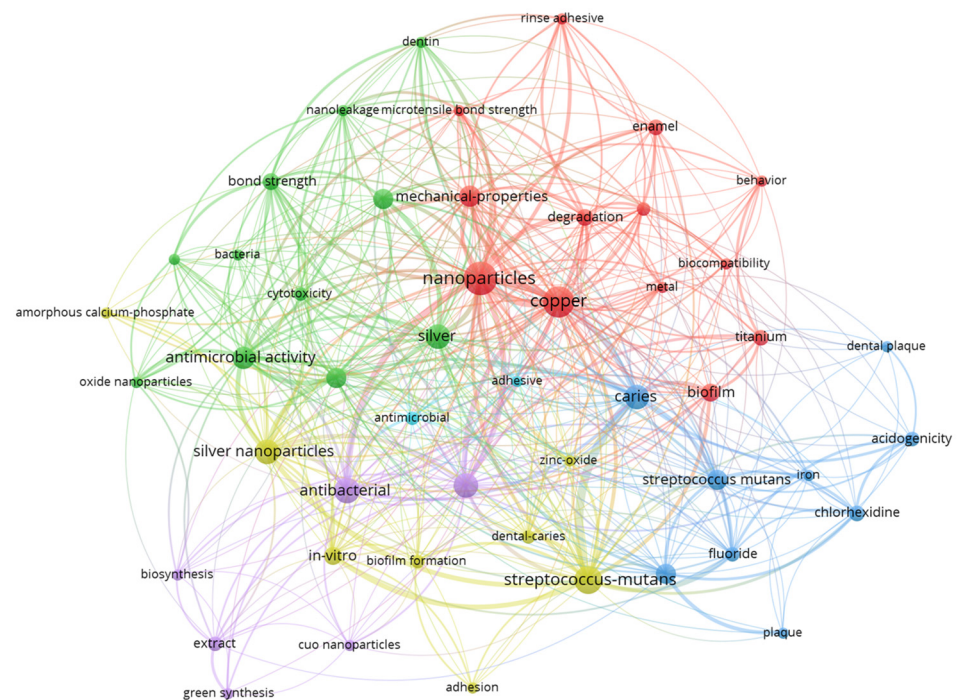 rinse adhesive
dentin
nanoleakage
microtensile bond strength
enamel
bond strength
behavior
mechanical-properties
degradation
bacteria
biocompatibility
nanoparticles
metal
cytotoxicity
copper
amorphous calcium-phosphate
silver
titanium
dental plaque
antimicrobial activity
oxide nanoparticles
adhesive
caries
biofilm
antimicrobial
acidogenicity
silver nanoparticles
zinc-oxide
streptococcus mutans
iron
antibacterial
chlorhexidine
dental-caries
in-vitro
biofilm formation
fluoride
biosynthesis
streptococcus-mutans
plaque
extract
cuo nanoparticles
adhesion
green synthesis